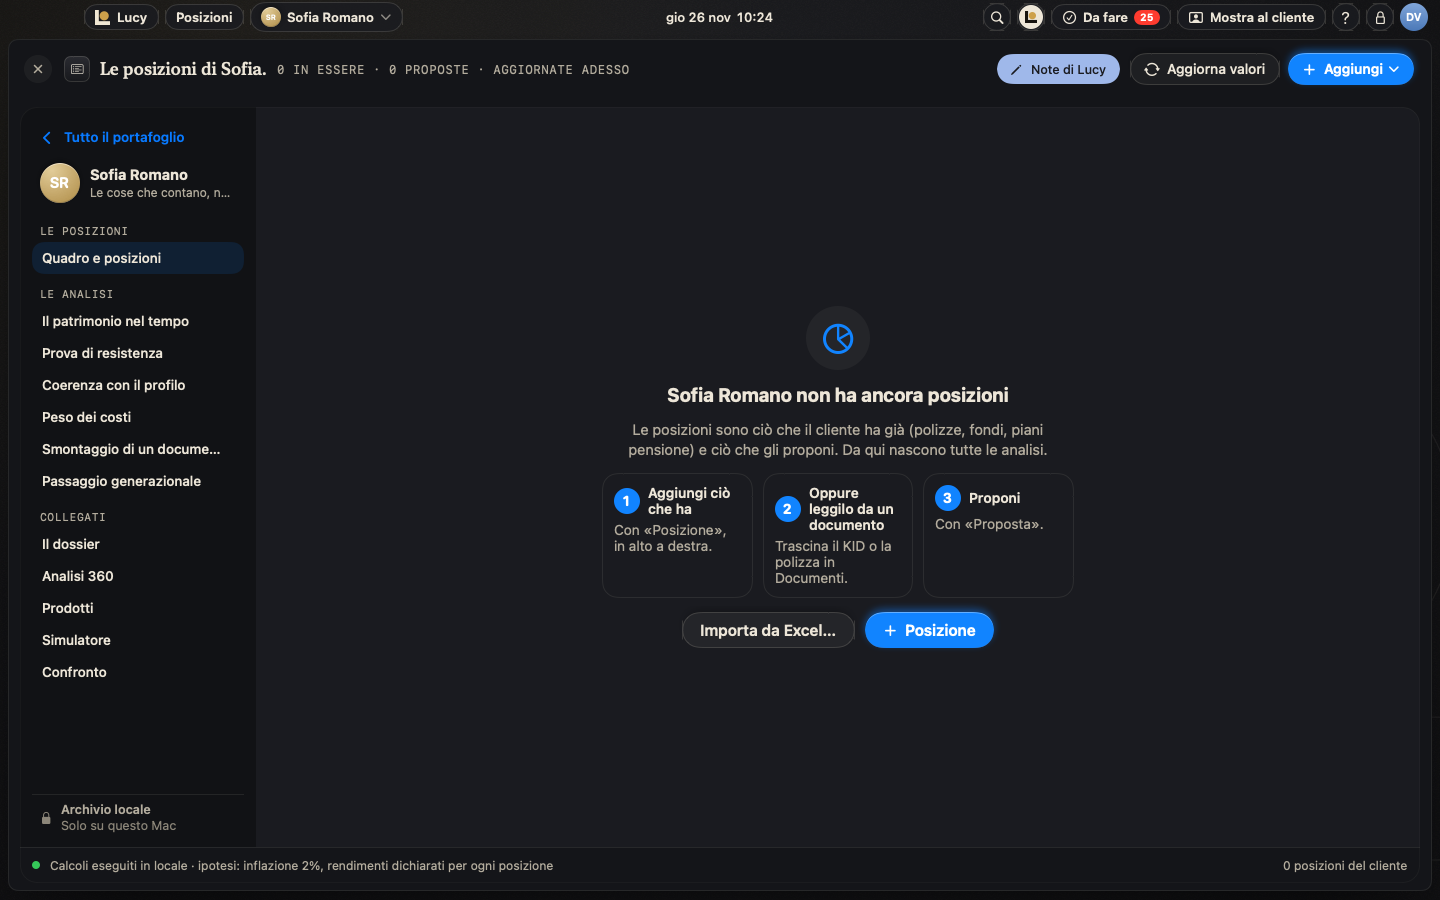 Lucy
Posizioni
SR Sofia Romano
gio 26 nov 10:24
Da fare 25
Mostra al cliente
?
DV
Le posizioni di Sofia.
0 IN ESSERE · 0 PROPOSTE · AGGIORNATE ADESSO
Note di Lucy
Aggiorna valori
+ Aggiungi
Tutto il portafoglio
SR
Sofia Romano
Le cose che contano, n...
LE POSIZIONI
Quadro e posizioni
LE ANALISI
Il patrimonio nel tempo
Prova di resistenza
Coerenza con il profilo
Peso dei costi
Smontaggio di un docume...
Passaggio generazionale
COLLEGATI
Il dossier
Analisi 360
Prodotti
Simulatore
Confronto
Archivio locale
Solo su questo Mac
Sofia Romano non ha ancora posizioni
Le posizioni sono ciò che il cliente ha già (polizze, fondi, piani
pensione) e ciò che gli proponi. Da qui nascono tutte le analisi.
1
Aggiungi ciò
che ha
Con «Posizione»,
in alto a destra.
2
Oppure
leggilo da un
documento
Trascina il KID o la
polizza in
Documenti.
3
Proponi
Con «Proposta».
Importa da Excel...
+ Posizione
Calcoli eseguiti in locale · ipotesi: inflazione 2%, rendimenti dichiarati per ogni posizione
0 posizioni del cliente